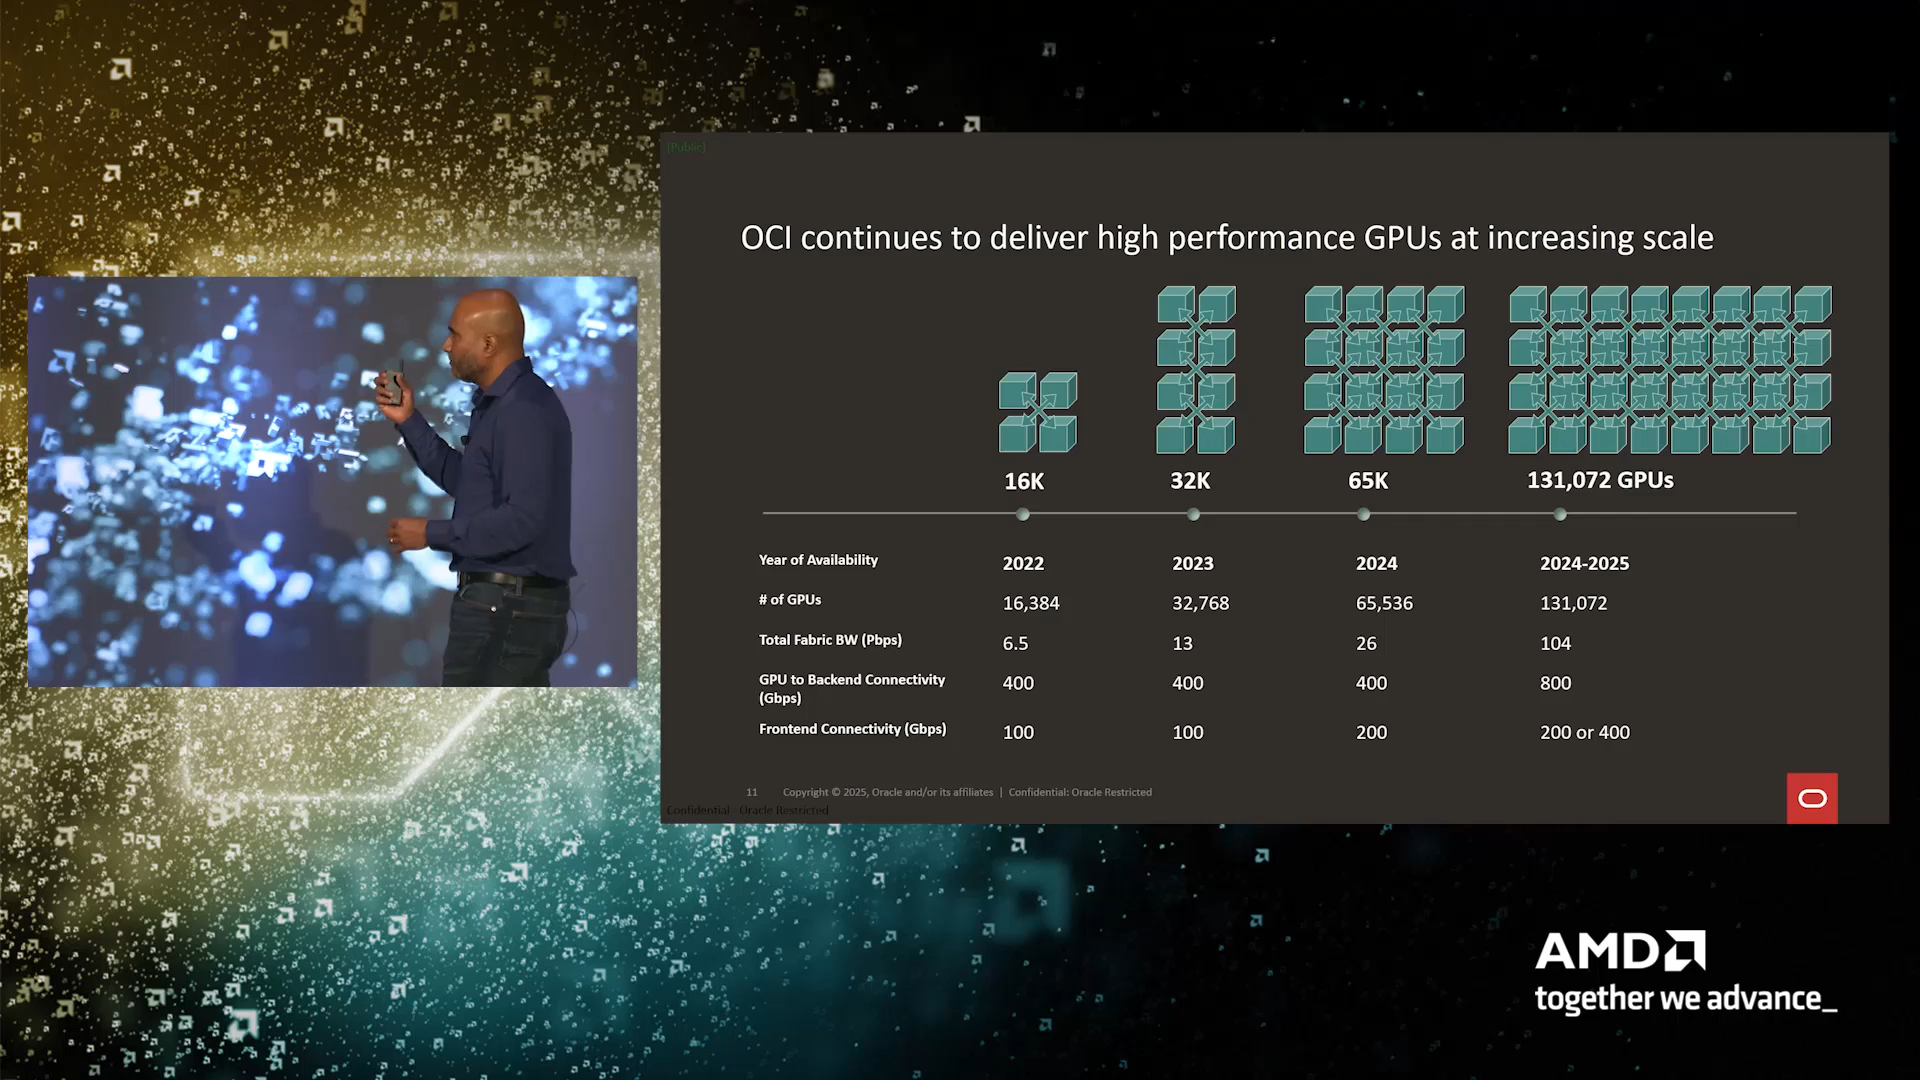 [Public]
OCI continues to deliver high performance GPUs at increasing scale
16K 32K 65K 131,072 GPUs
Year of Availability 2022 2023 2024 2024-2025
# of GPUs 16,384 32,768 65,536 131,072
Total Fabric BW (Pbps) 6.5 13 26 104
GPU to Backend Connectivity
(Gbps) 400 400 400 800
Frontend Connectivity (Gbps) 100 100 200 200 or 400
11 Copyright © 2025, Oracle and/or its affiliates | Confidential: Oracle Restricted
Confidential - Oracle Restricted
AMD
together we advance_